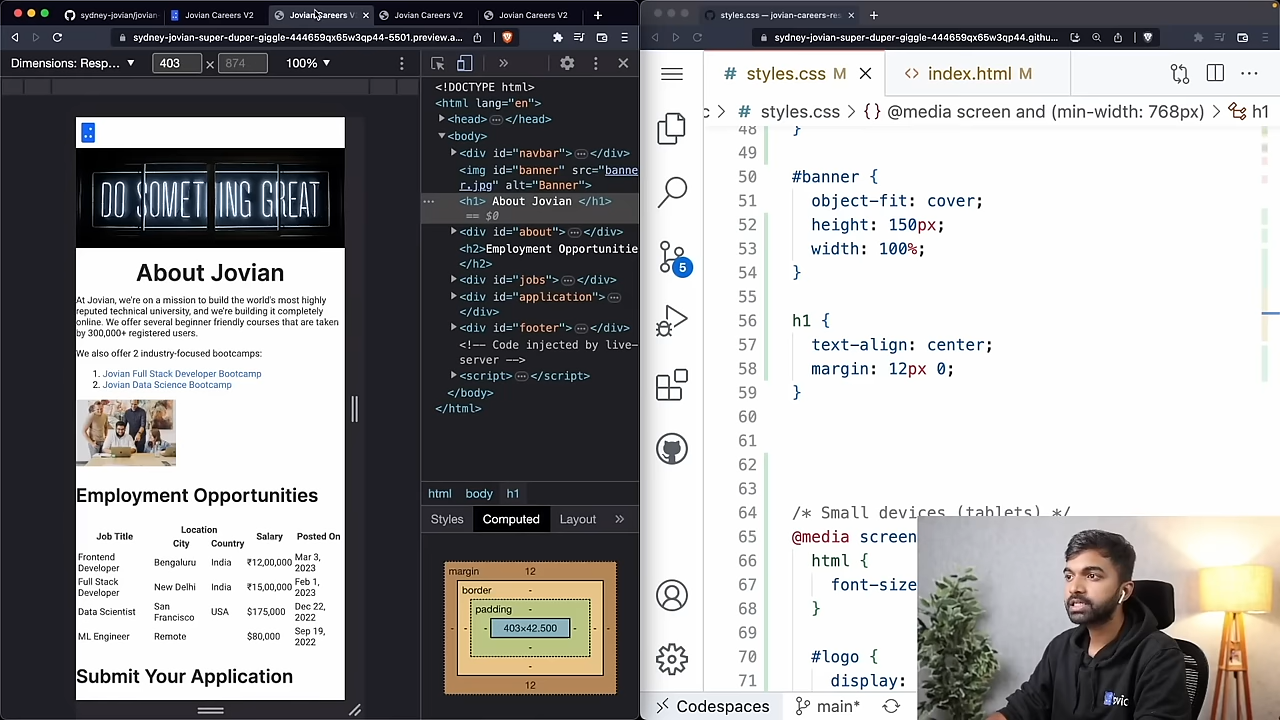 sydney-jovian/jovian
Jovian Careers V2
Jovian Careers V
Jovian Careers V2
Jovian Careers V2
sydney-jovian-super-duper-giggle-444659qx65w3qp44-5501.preview.a...
Dimensions: Resp...
403
×
874
100%
DO SOMETHING GREAT
About Jovian
At Jovian, we're on a mission to build the world's most highly
reputed technical university, and we're building it completely
online. We offer several beginner friendly courses that are taken
by 300,000+ registered users.
We also offer 2 industry-focused bootcamps:
1. Jovian Full Stack Developer Bootcamp
2. Jovian Data Science Bootcamp
Employment Opportunities
Job Title Location Salary Posted On
City Country
Frontend Developer Bengaluru India ₹12,00,000 Mar 3, 2023
Full Stack Developer New Delhi India ₹15,00,000 Feb 1, 2023
Data Scientist San Francisco USA $175,000 Dec 22, 2022
ML Engineer Remote $80,000 Sep 19, 2022
Submit Your Application
<!DOCTYPE html>
<html lang="en">
<head>…</head>
<body>
<div id="navbar">…</div>
<img id="banner" src="banne
r.jpg" alt="Banner">
… <h1> About Jovian </h1>
== $0
<div id="about">…</div>
<h2>Employment Opportunitie
</h2>
<div id="jobs">…</div>
<div id="application">…
</div>
<div id="footer">…</div>
<!-- Code injected by live-
server -->
<script>…</script>
</body>
</html>
html body h1
Styles Computed Layout »
margin 12
border -
padding -
- - 403×42.500 - -
-
-
12
styles.css — jovian-careers-res
sydney-jovian-super-duper-giggle-444659qx65w3qp44.githu...
# styles.css M
<> index.html M
c > # styles.css > {} @media screen and (min-width: 768px) > h1
48 }
49
50 #banner {
51 object-fit: cover;
52 height: 150px;
53 width: 100%;
54 }
55
56 h1 {
57 text-align: center;
58 margin: 12px 0;
59 }
60
61
62
63
64 /* Small devices (tablets) */
65 @media screen
66 html {
67 font-size
68 }
69
70 #logo {
71 display:
5
Codespaces
main*